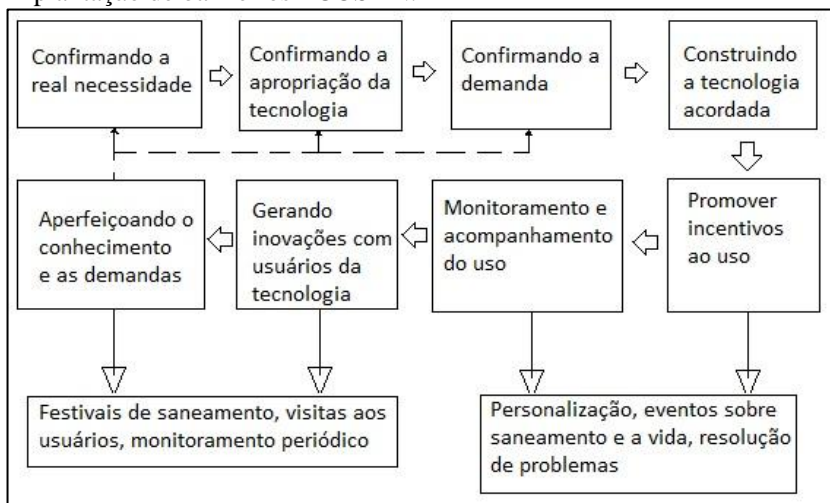 Confirmando a
real necessidade
Confirmando a
apropriação da
tecnologia
Confirmando a
demanda
Construindo
a tecnologia
acordada
Aperfeiçoando o
conhecimento
e as demandas
Gerando
inovações com
usuários da
tecnologia
Monitoramento e
acompanhamento
do uso
Promover
incentivos
ao uso
Festivais de saneamento, visitas aos
usuários, monitoramento periódico
Personalização, eventos sobre
saneamento e a vida, resolução
de problemas